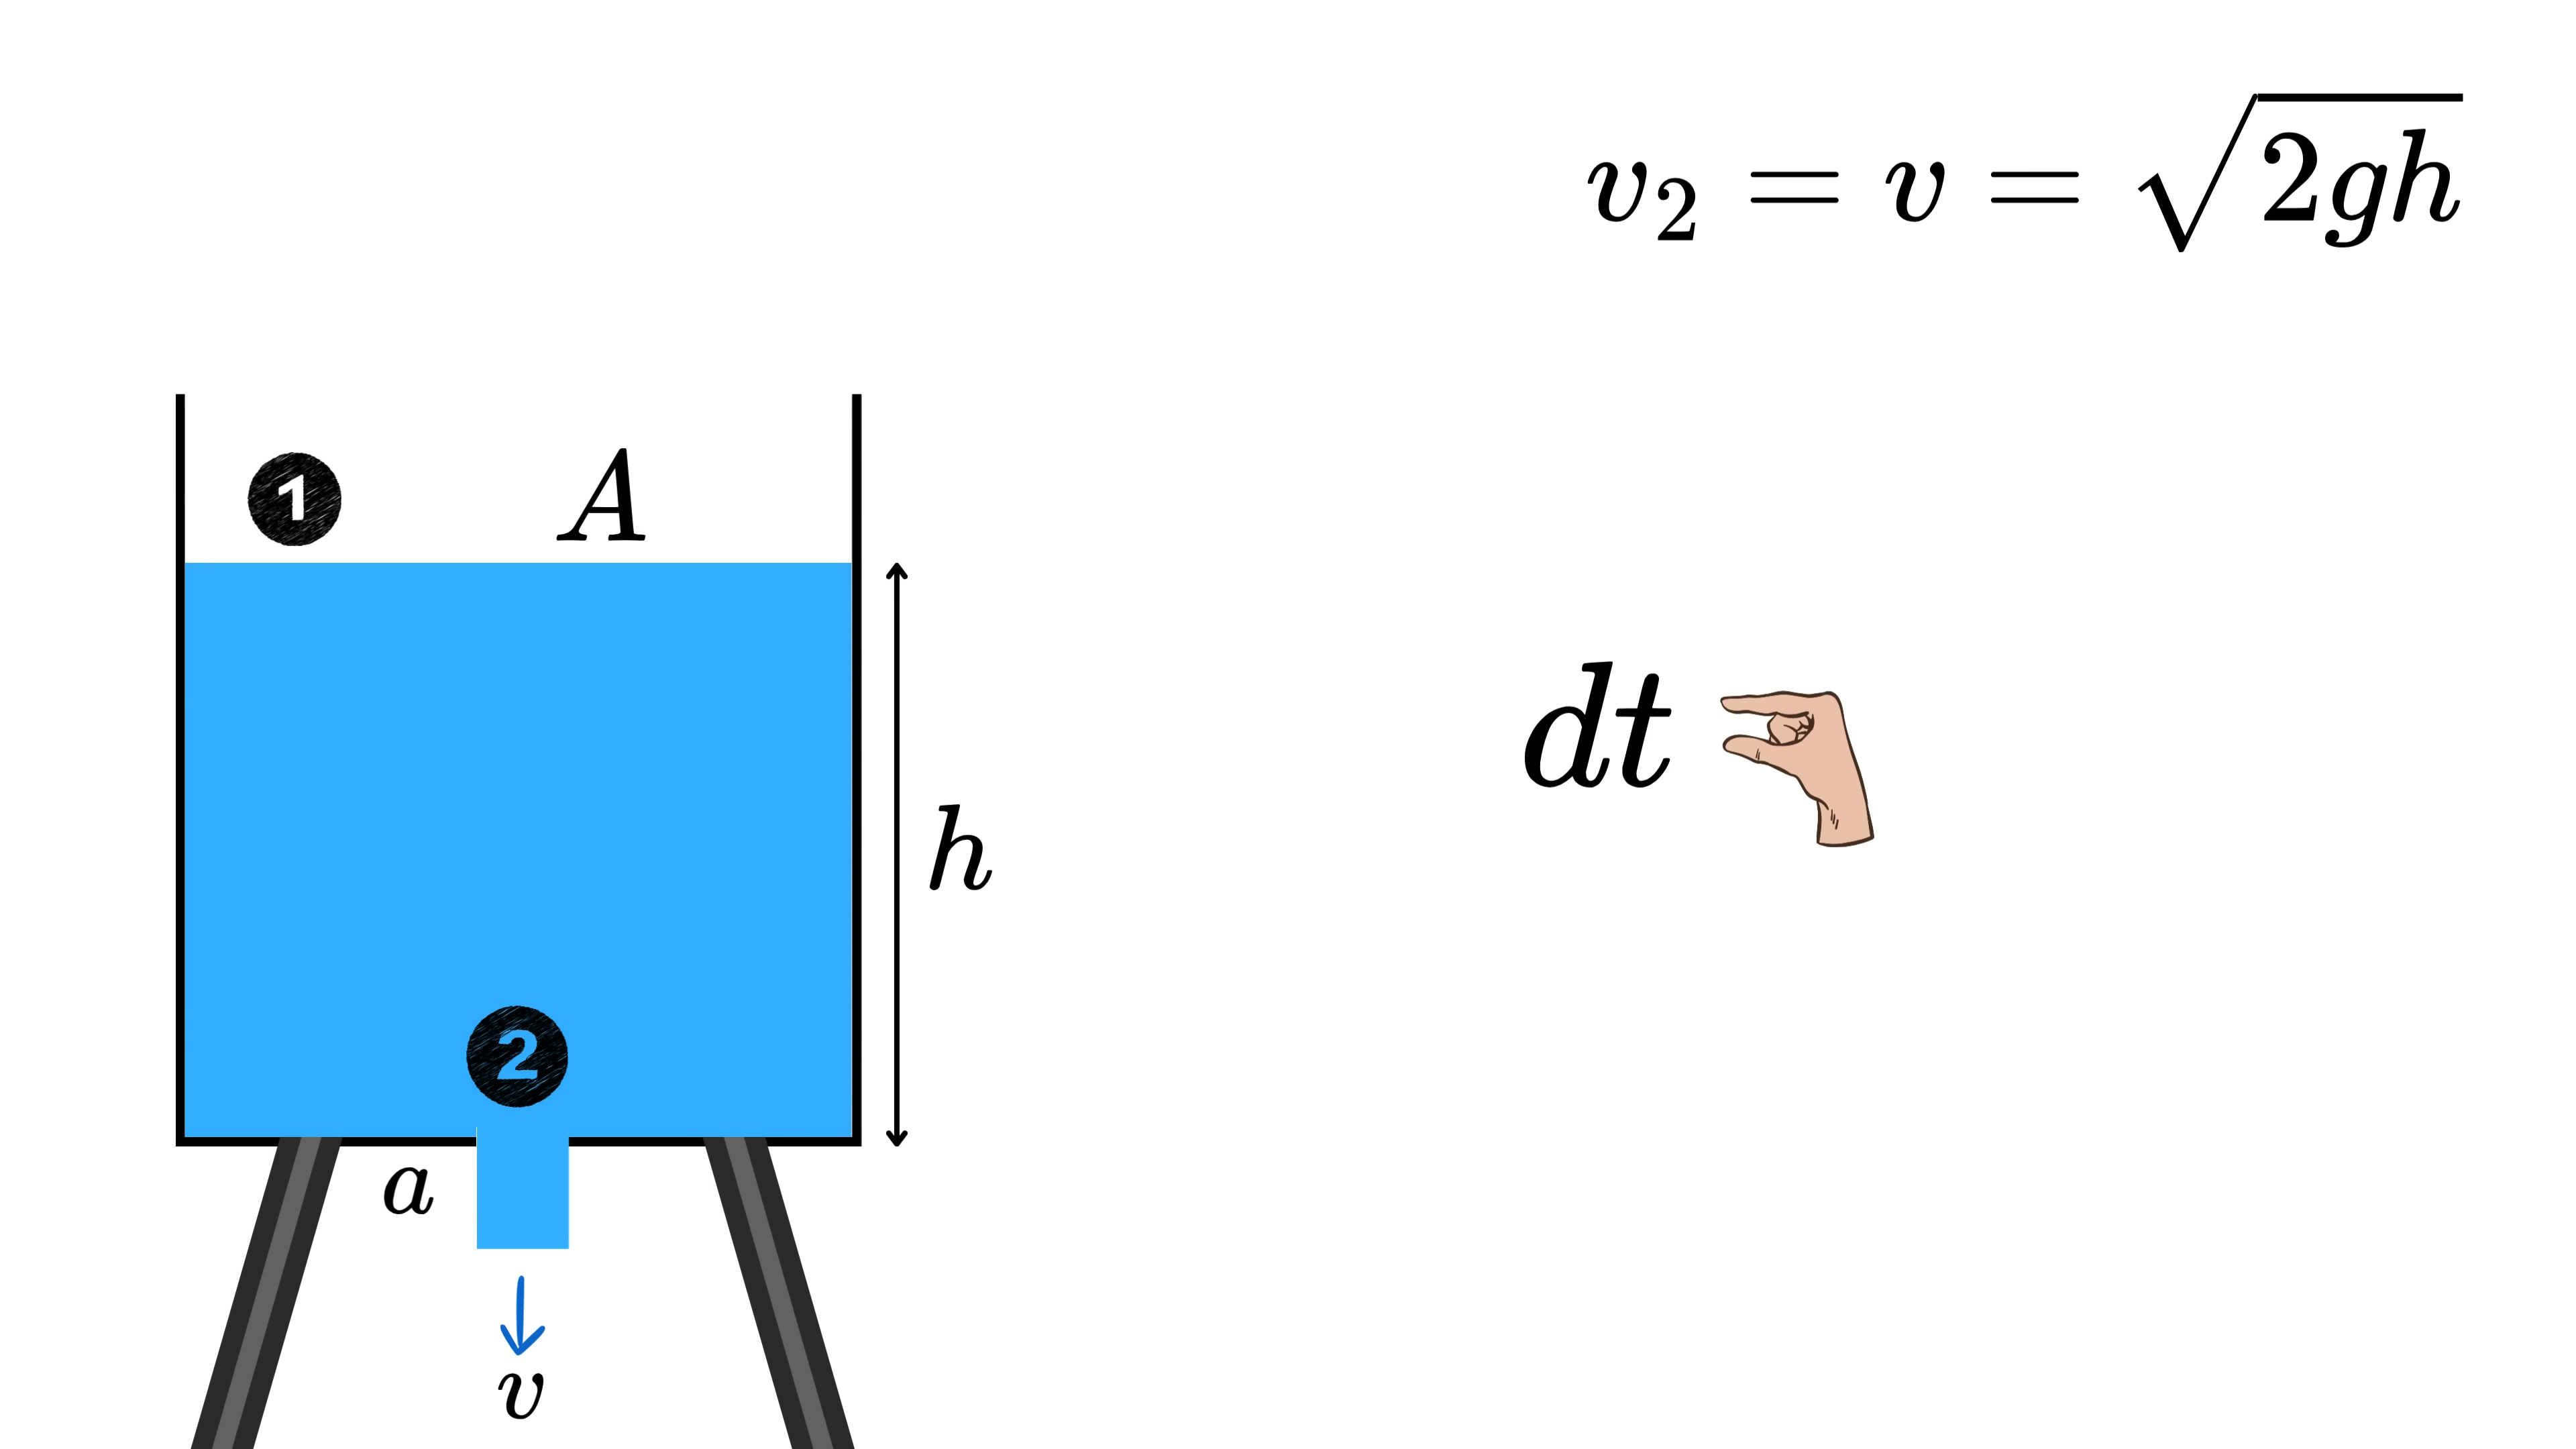 v₂ = v = √2gh
1
A
dt
h
2
a
v